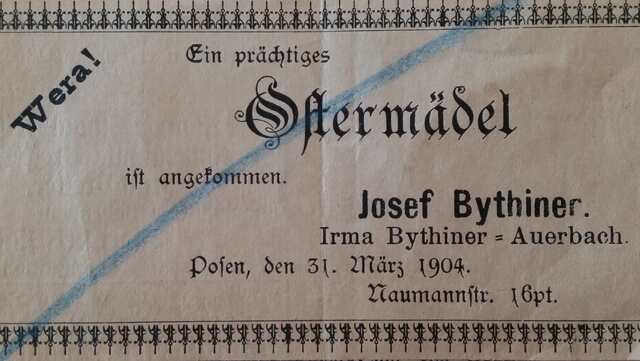 Wera!
Ein prächtiges
Ostermädel
ist angekommen.
Josef Bythiner.
Irma Bythiner = Auerbach.
Posen, den 31. März 1904.
Naumannstr. 16pt.